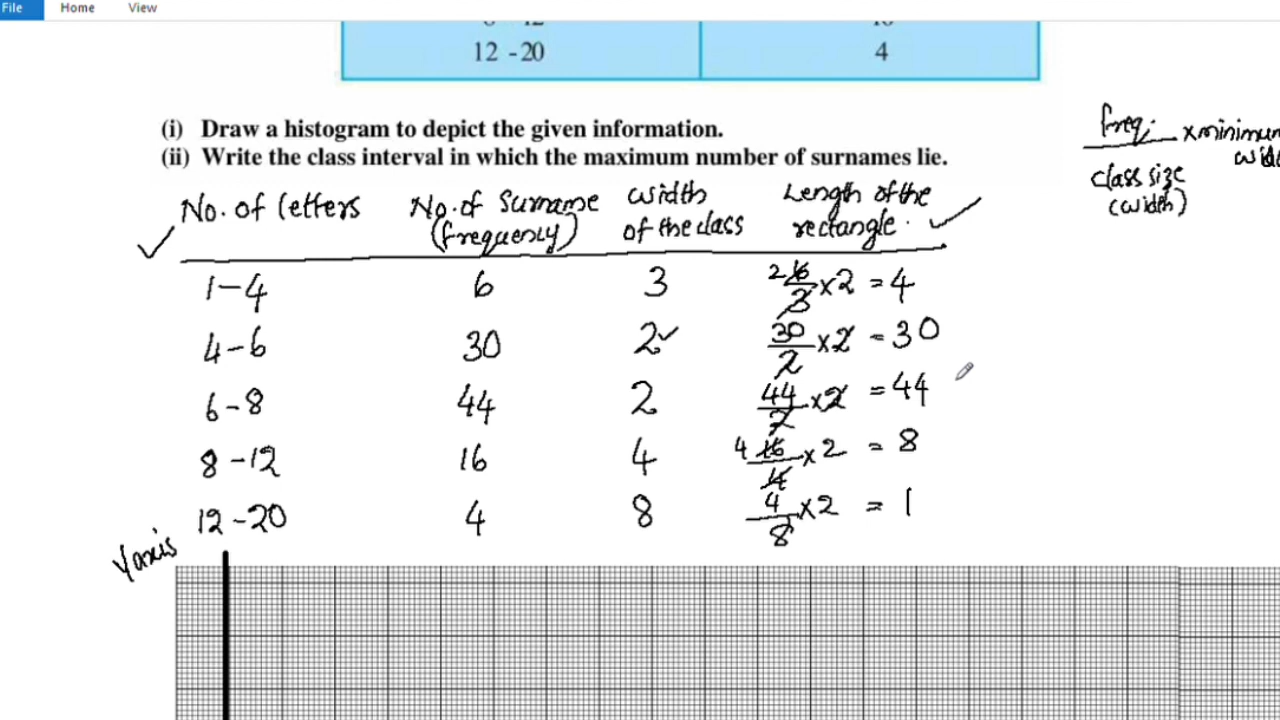 File Home View
12 - 20 4
(i) Draw a histogram to depict the given information.
(ii) Write the class interval in which the maximum number of surnames lie.
freq. × minimum
class size
(width)
No. of letters No. of Surname width Length of the
(frequency) of the class rectangle.
1-4 6 3 2 6/3 ×2 = 4
4-6 30 2 30/2 ×2 = 30
6-8 44 2 44/2 ×2 = 44
8-12 16 4 4 16/4 ×2 = 8
12-20 4 8 4/8 ×2 = 1
Y axis